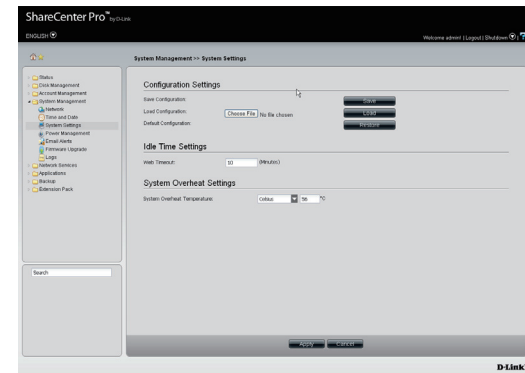 ShareCenter Pro™ by D-Link
ENGLISH
Welcome admin! | Logout | Shutdown | ?
System Management >> System Settings
Status
Disk Management
Account Management
System Management
Network
Time and Date
System Settings
Power Management
Email Alerts
Firmware Upgrade
Logs
Network Services
Applications
Backup
Extension Pack
Search
Configuration Settings
Save Configuration:
Save
Load Configuration:
Choose File No file chosen
Load
Default Configuration:
Restore
Idle Time Settings
Web Timeout:
10 (Minutes)
System Overheat Settings
System Overheat Temperature:
Celsius
°C
Apply
Cancel
D-Link